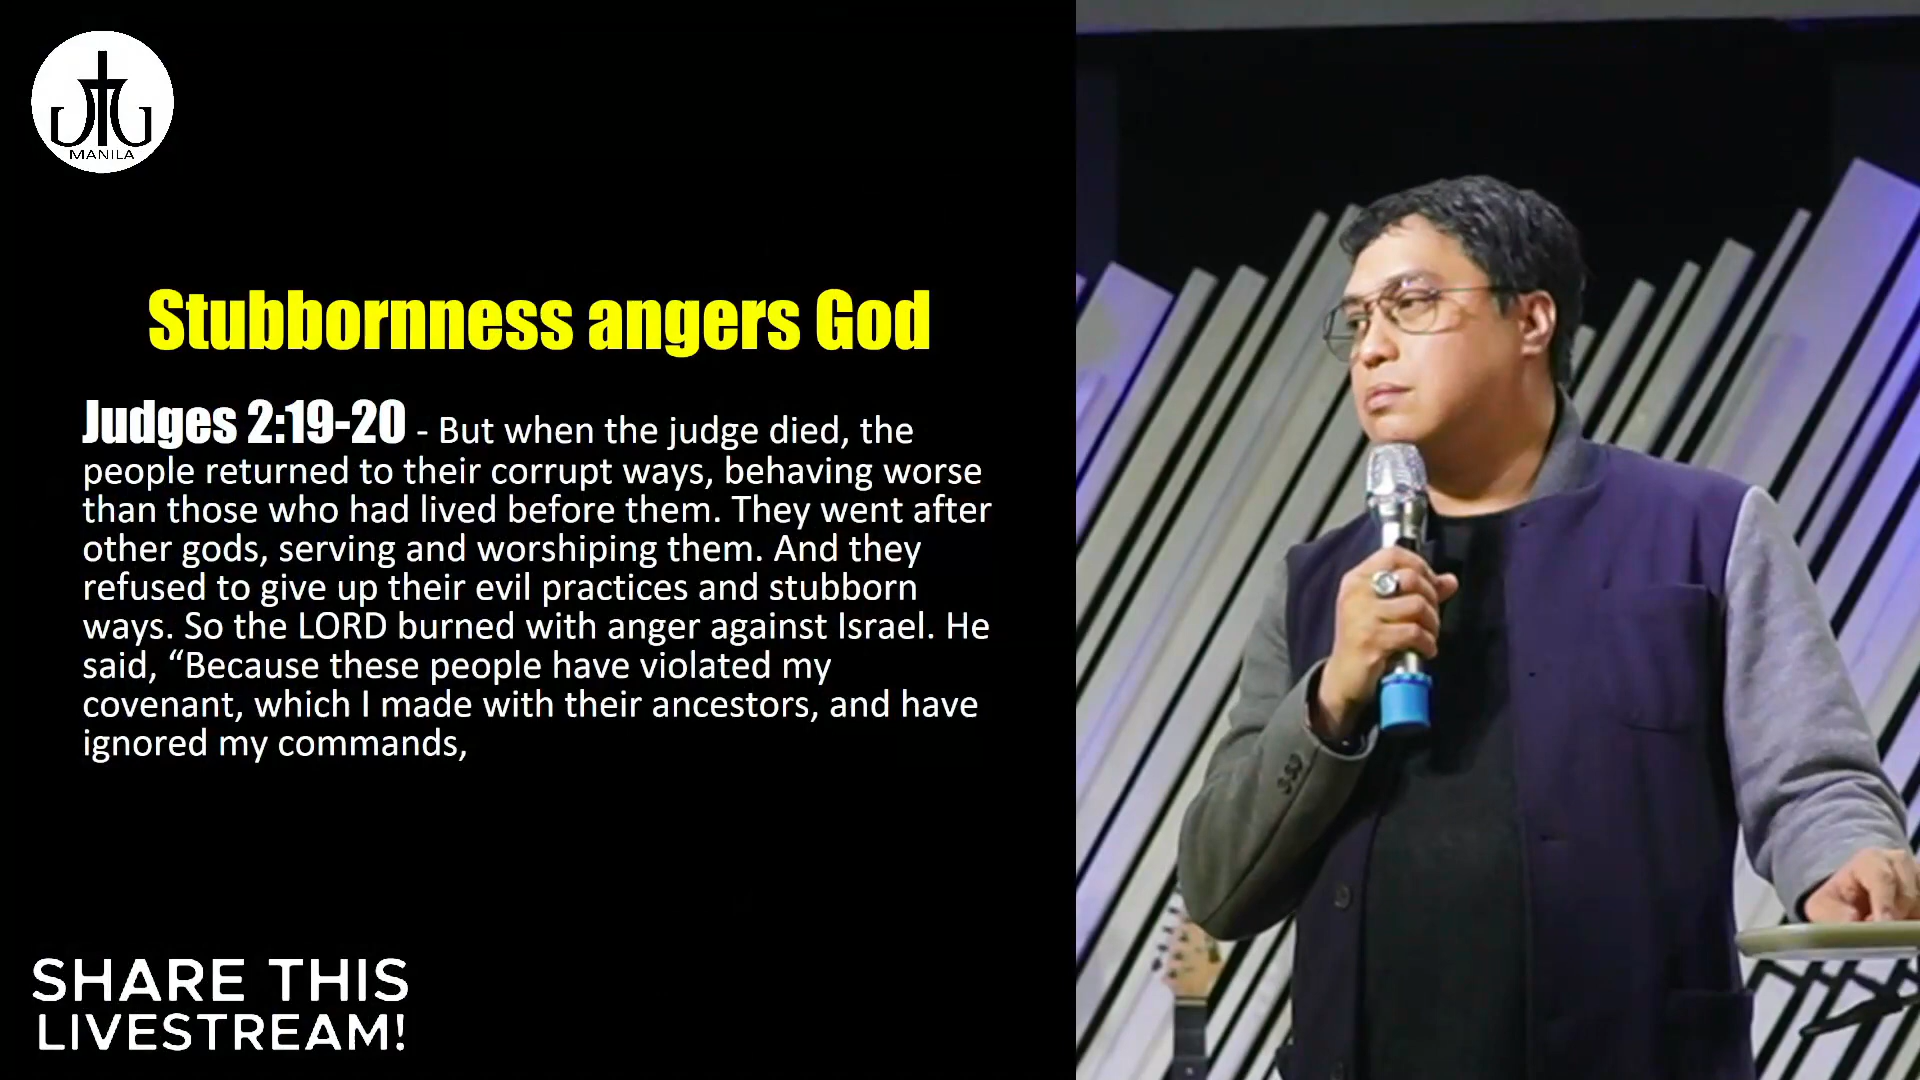 JTG
MANILA
Stubbornness angers God
Judges 2:19-20 - But when the judge died, the
people returned to their corrupt ways, behaving worse
than those who had lived before them. They went after
other gods, serving and worshiping them. And they
refused to give up their evil practices and stubborn
ways. So the LORD burned with anger against Israel. He
said, “Because these people have violated my
covenant, which I made with their ancestors, and have
ignored my commands,
SHARE THIS
LIVESTREAM!